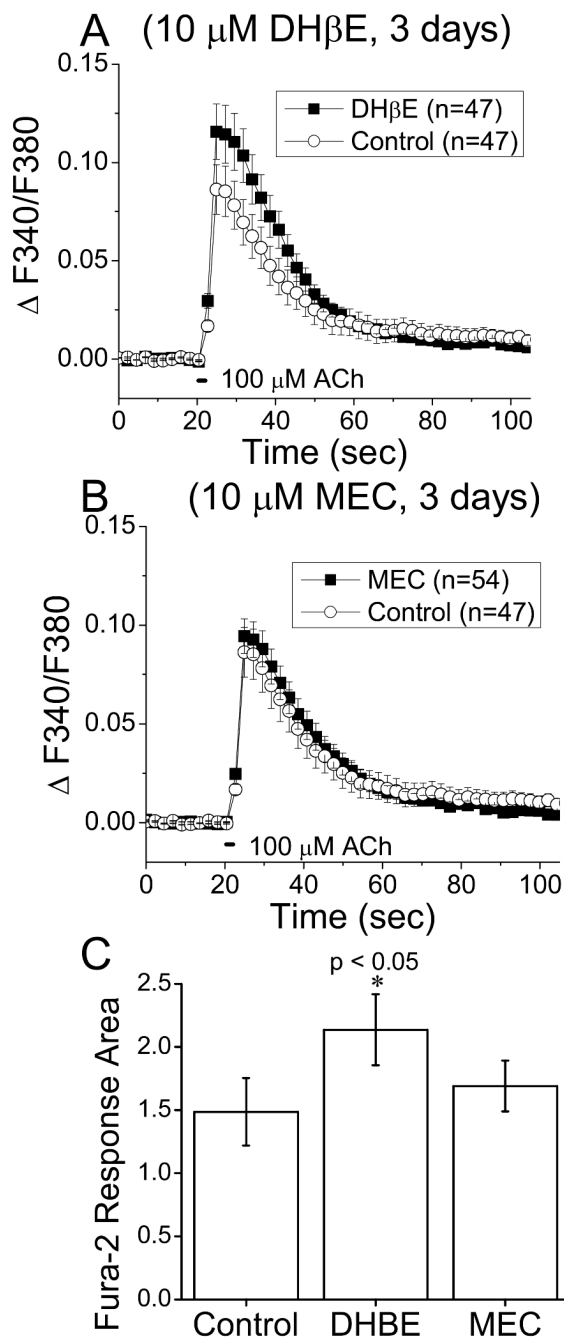 A (10 μM DHβE, 3 days)
0.15
0.10
0.05
0.00
Δ F340/F380
DHβE (n=47)
Control (n=47)
100 μM ACh
0 20 40 60 80 100
Time (sec)
B (10 μM MEC, 3 days)
0.15
0.10
0.05
0.00
Δ F340/F380
MEC (n=54)
Control (n=47)
100 μM ACh
0 20 40 60 80 100
Time (sec)
C
p < 0.05
*
2.5
2.0
1.5
1.0
0.5
0.0
Fura-2 Response Area
Control DHBE MEC